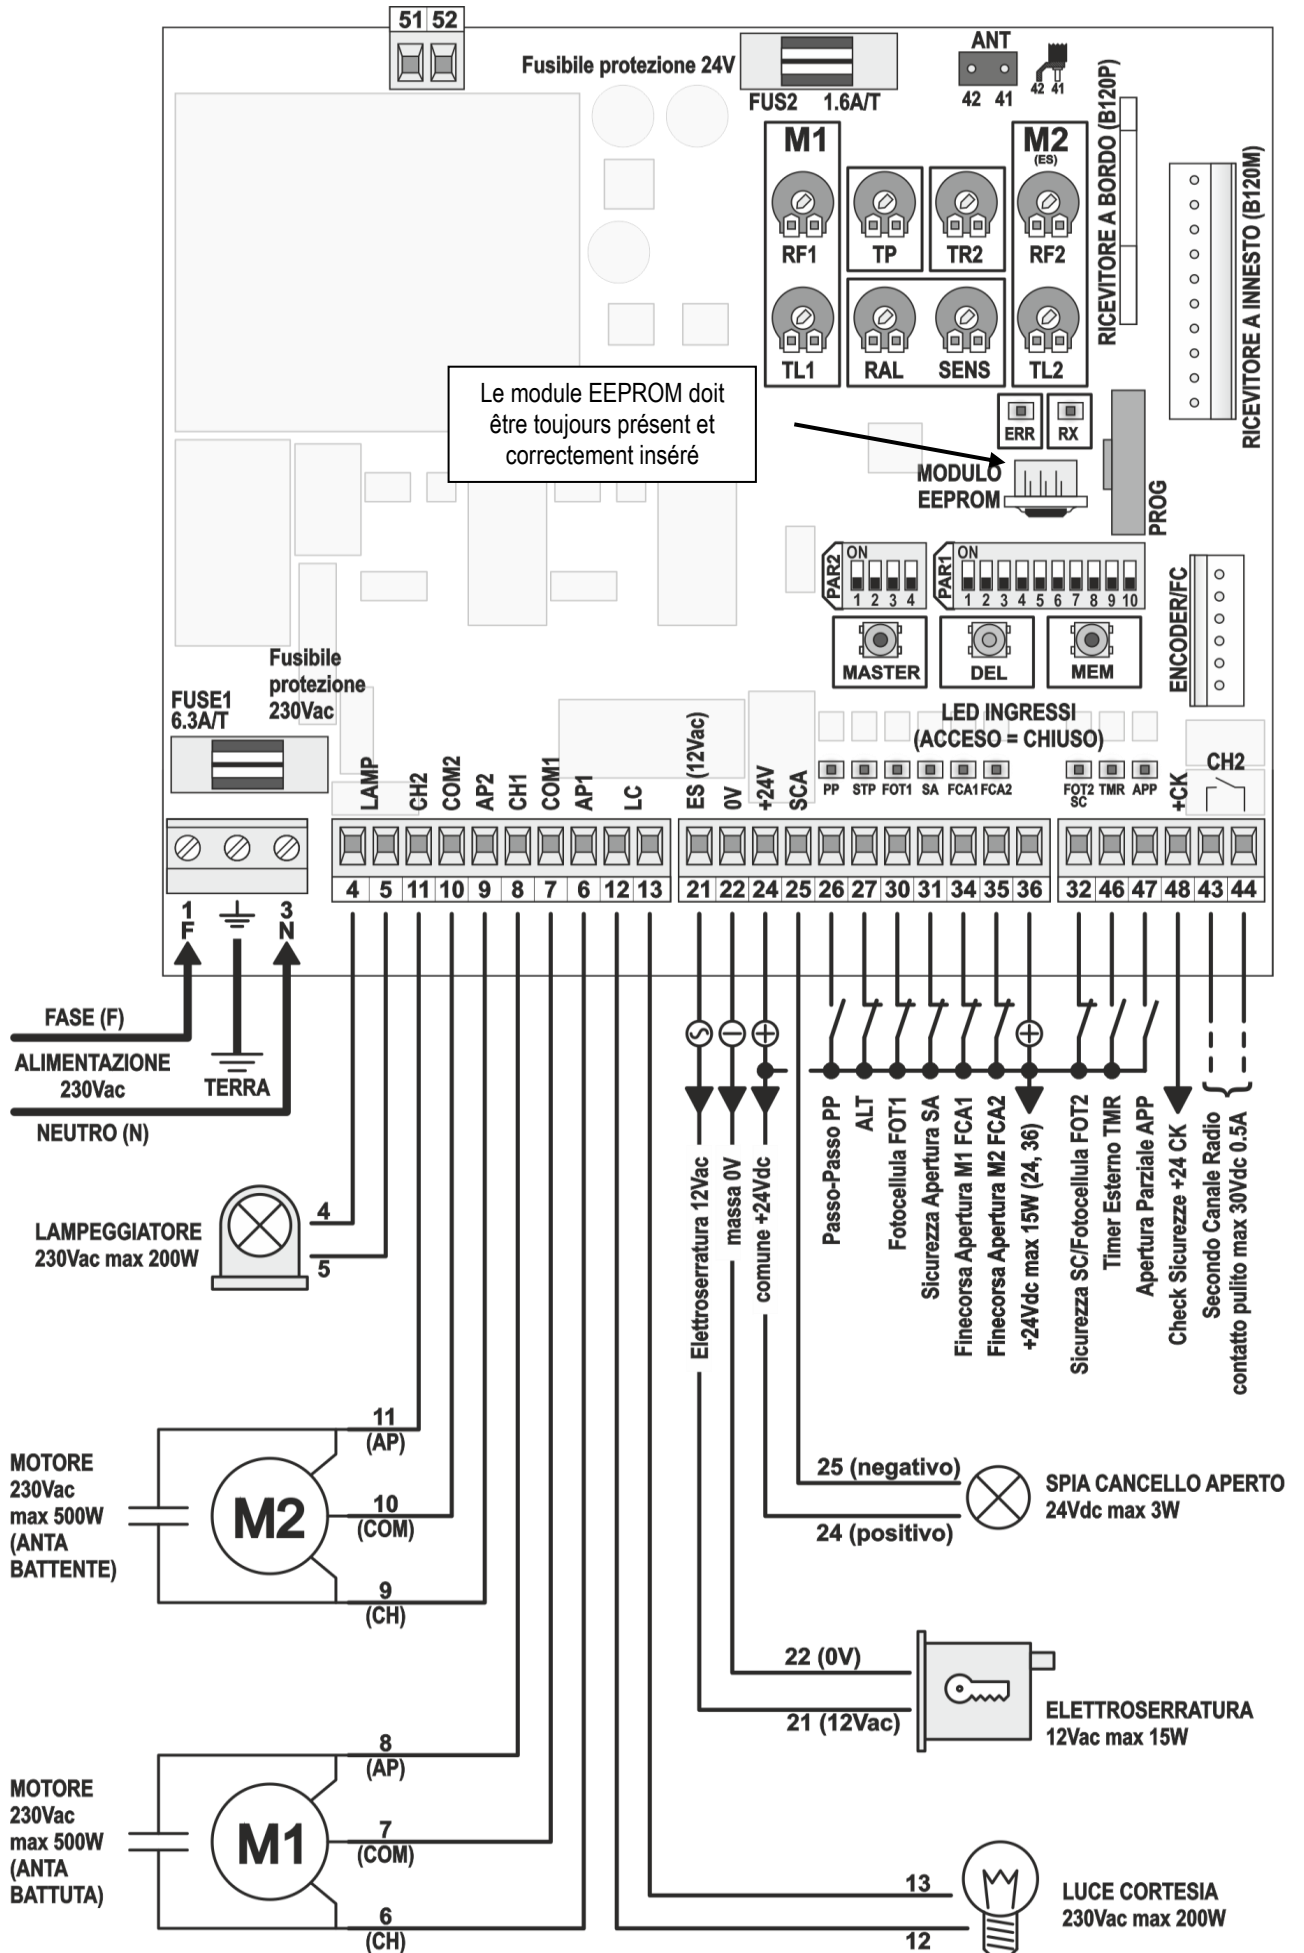 51 52
Fusibile protezione 24V
FUS2 1.6A/T
ANT
42 41
42 41
M1
M2
(ES)
RF1
TP
TR2
RF2
TL1
RAL
SENS
TL2
RICEVITORE A BORDO (B120P)
RICEVITORE A INNESTO (B120M)
Le module EEPROM doit
être toujours présent et
correctement inséré
ERR
RX
MODULO
EEPROM
PROG
PAR2
ON
1 2 3 4
PAR1
ON
1 2 3 4 5 6 7 8 9 10
MASTER
DEL
MEM
ENCODER/FC
Fusibile
protezione
230Vac
FUSE1
6.3A/T
LED INGRESSI
(ACCESO = CHIUSO)
LAMP
CH2
COM2
AP2
CH1
COM1
AP1
LC
ES (12Vac)
0V
+24V
SCA
PP
STP
FOT1
SA
FCA1
FCA2
FOT2
SC
TMR
APP
+CK
CH2
4 5 11 10 9 8 7 6 12 13
21 22 24 25 26 27 30 31 34 35 36
32 46 47 48 43 44
1
F
3
N
FASE (F)
ALIMENTAZIONE
230Vac
TERRA
NEUTRO (N)
Elettroserratura 12Vac
massa 0V
comune +24Vdc
Passo-Passo PP
ALT
Fotocellula FOT1
Sicurezza Apertura SA
Finecorsa Apertura M1 FCA1
Finecorsa Apertura M2 FCA2
+24Vdc max 15W (24, 36)
Sicurezza SC/Fotocellula FOT2
Timer Esterno TMR
Apertura Parziale APP
Check Sicurezze +24 CK
Secondo Canale Radio
contatto pulito max 30Vdc 0.5A
LAMPEGGIATORE
230Vac max 200W
4
5
MOTORE
230Vac
max 500W
(ANTA
BATTENTE)
M2
11
(AP)
10
(COM)
9
(CH)
25 (negativo)
24 (positivo)
SPIA CANCELLO APERTO
24Vdc max 3W
22 (0V)
21 (12Vac)
ELETTROSERRATURA
12Vac max 15W
MOTORE
230Vac
max 500W
(ANTA
BATTUTA)
M1
8
(AP)
7
(COM)
6
(CH)
13
12
LUCE CORTESIA
230Vac max 200W